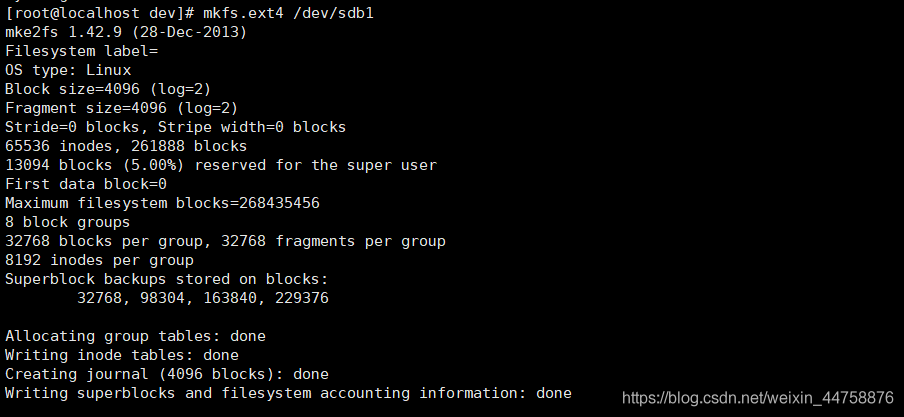 [root@localhost dev]# mkfs.ext4 /dev/sdb1
mke2fs 1.42.9 (28-Dec-2013)
Filesystem label=
OS type: Linux
Block size=4096 (log=2)
Fragment size=4096 (log=2)
Stride=0 blocks, Stripe width=0 blocks
65536 inodes, 261888 blocks
13094 blocks (5.00%) reserved for the super user
First data block=0
Maximum filesystem blocks=268435456
8 block groups
32768 blocks per group, 32768 fragments per group
8192 inodes per group
Superblock backups stored on blocks:
        32768, 98304, 163840, 229376

Allocating group tables: done
Writing inode tables: done
Creating journal (4096 blocks): done
Writing superblocks and filesystem accounting information: done
https://blog.csdn.net/weixin_44758876